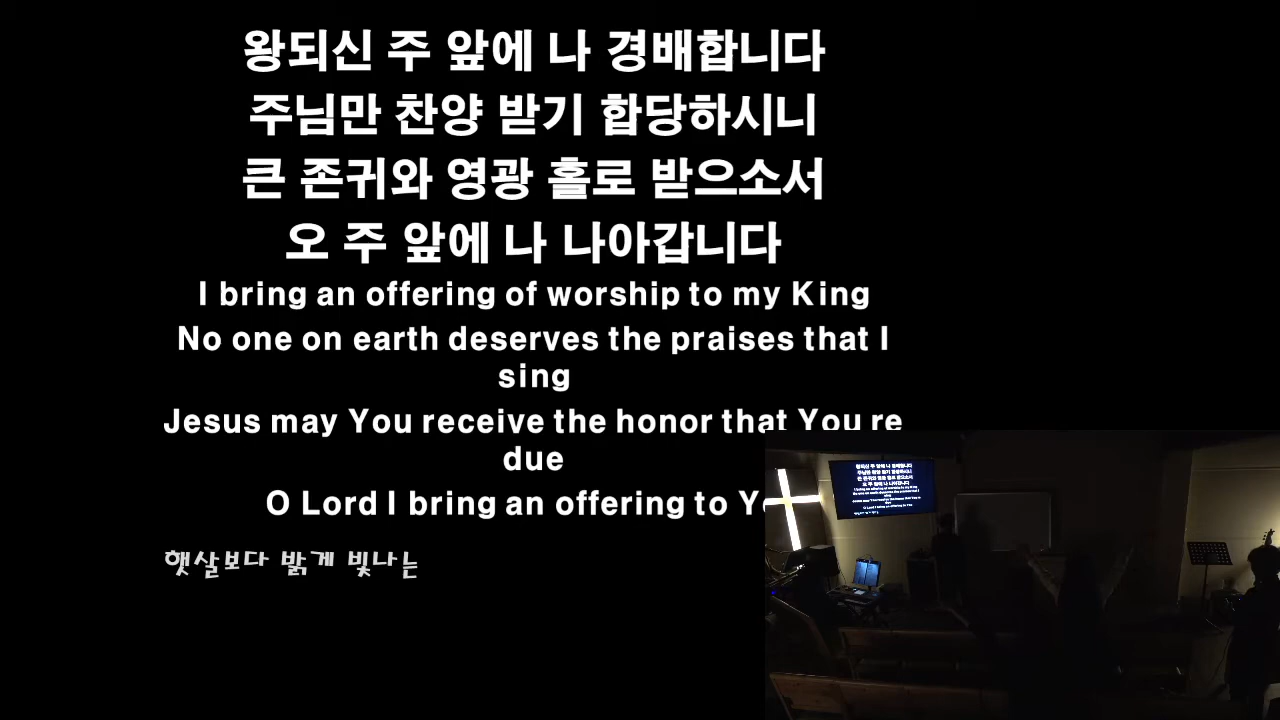 왕되신 주 앞에 나 경배합니다
주님만 찬양 받기 합당하시니
큰 존귀와 영광 홀로 받으소서
오 주 앞에 나 나아갑니다
I bring an offering of worship to my King
No one on earth deserves the praises that I
sing
Jesus may You receive the honor that You re
due
O Lord I bring an offering to
햇살보다 밝게 빛나는